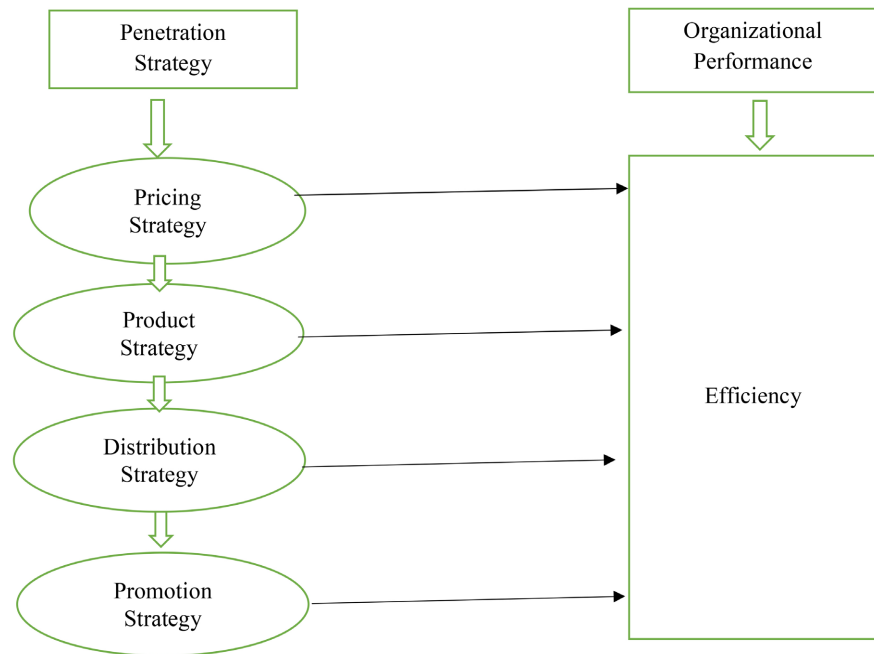 Penetration
Strategy
Organizational
Performance
Pricing
Strategy
Product
Strategy
Distribution
Strategy
Promotion
Strategy
Efficiency